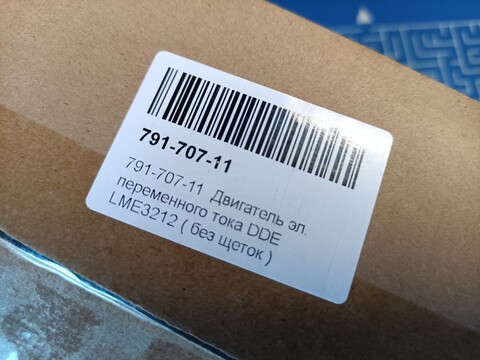 791-707-11
791-707-11 Двигатель эл.
переменного тока DDE
LME3212 ( без щеток )